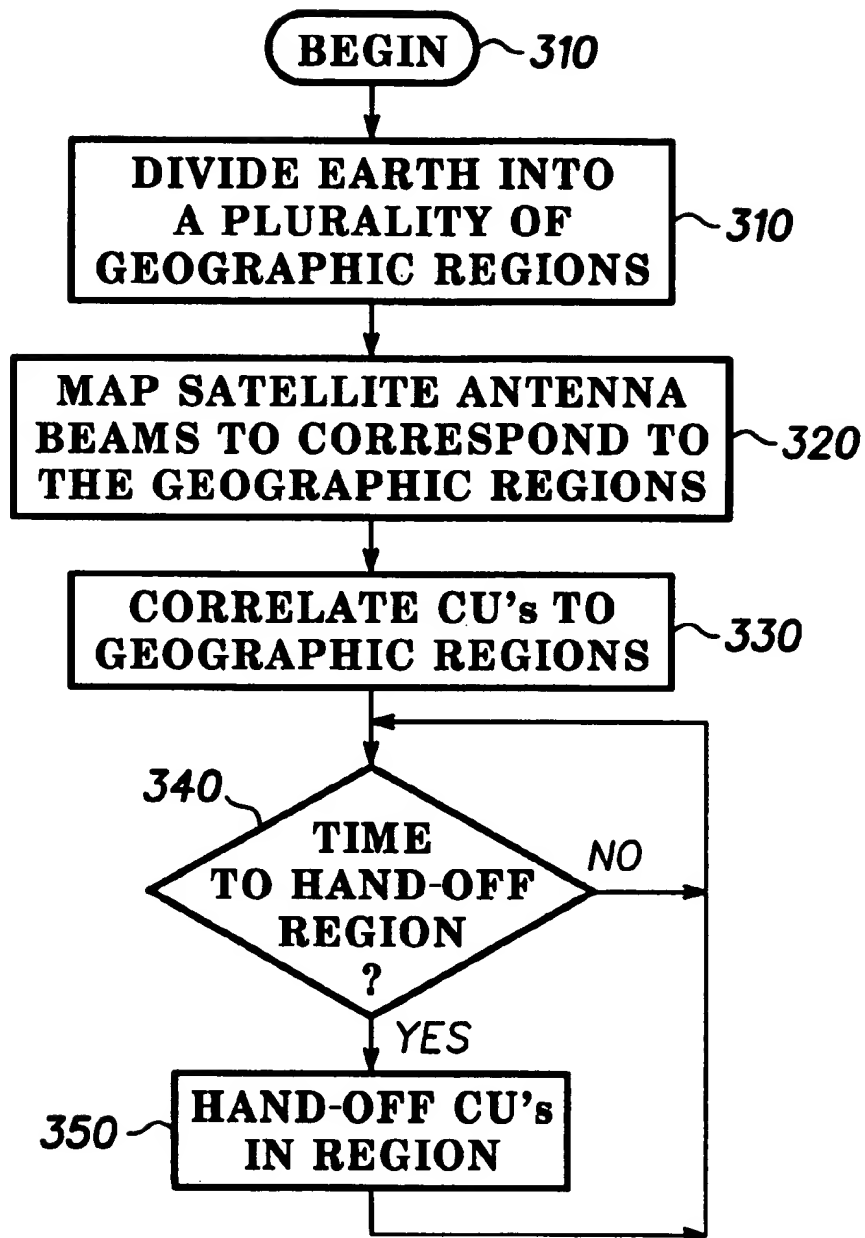 BEGIN 310
DIVIDE EARTH INTO
A PLURALITY OF
GEOGRAPHIC REGIONS
310
MAP SATELLITE ANTENNA
BEAMS TO CORRESPOND TO
THE GEOGRAPHIC REGIONS
320
CORRELATE CU's TO
GEOGRAPHIC REGIONS
330
340
TIME
TO HAND-OFF
REGION
?
NO
YES
HAND-OFF CU's
IN REGION
350